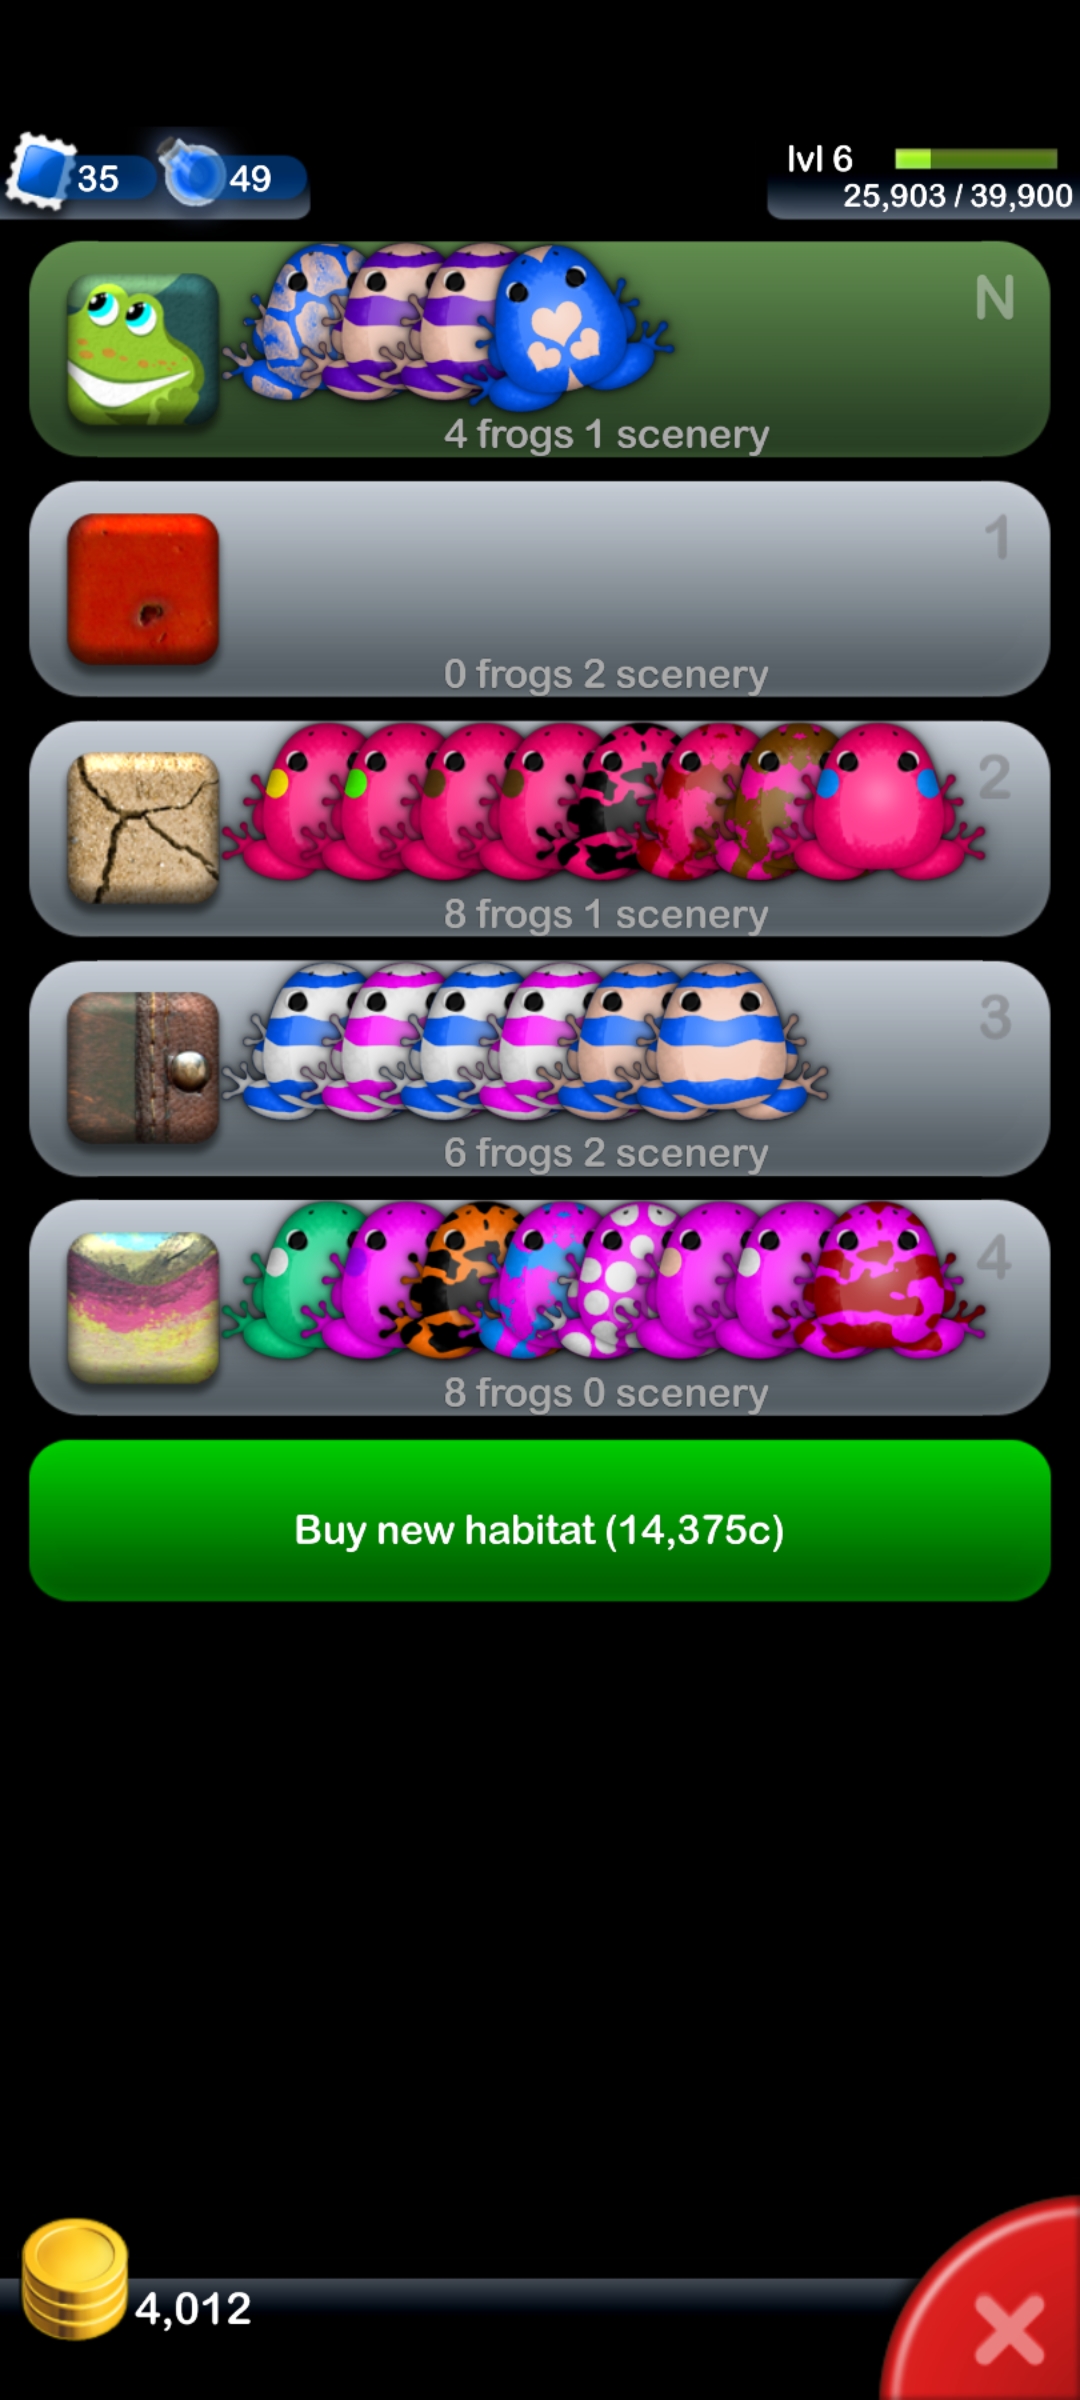 35
49
lvl 6
25,903 / 39,900
N
4 frogs 1 scenery
1
0 frogs 2 scenery
2
8 frogs 1 scenery
3
6 frogs 2 scenery
4
8 frogs 0 scenery
Buy new habitat (14,375c)
4,012